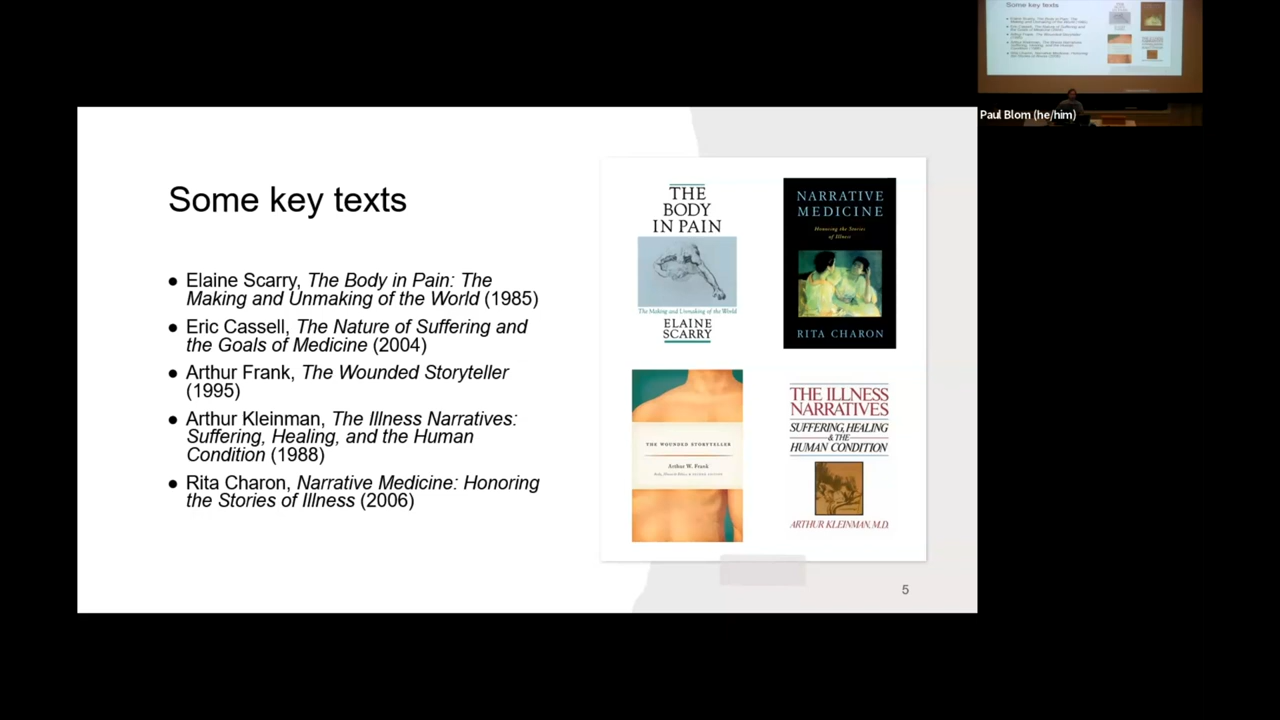 Some key texts
● Elaine Scarry, The Body in Pain: The
Making and Unmaking of the World (1985)
● Eric Cassell, The Nature of Suffering and
the Goals of Medicine (2004)
● Arthur Frank, The Wounded Storyteller
(1995)
● Arthur Kleinman, The Illness Narratives:
Suffering, Healing, and the Human
Condition (1988)
● Rita Charon, Narrative Medicine: Honoring
the Stories of Illness (2006)
THE
BODY
IN PAIN
The Making and Unmaking of the World
ELAINE
SCARRY
NARRATIVE
MEDICINE
Honoring the Stories
of Illness
RITA CHARON
THE WOUNDED STORYTELLER
Arthur W. Frank
THE ILLNESS
NARRATIVES
SUFFERING, HEALING
& THE
HUMAN CONDITION
ARTHUR KLEINMAN, M.D.
5
Some key texts
Paul Blom (he/him)